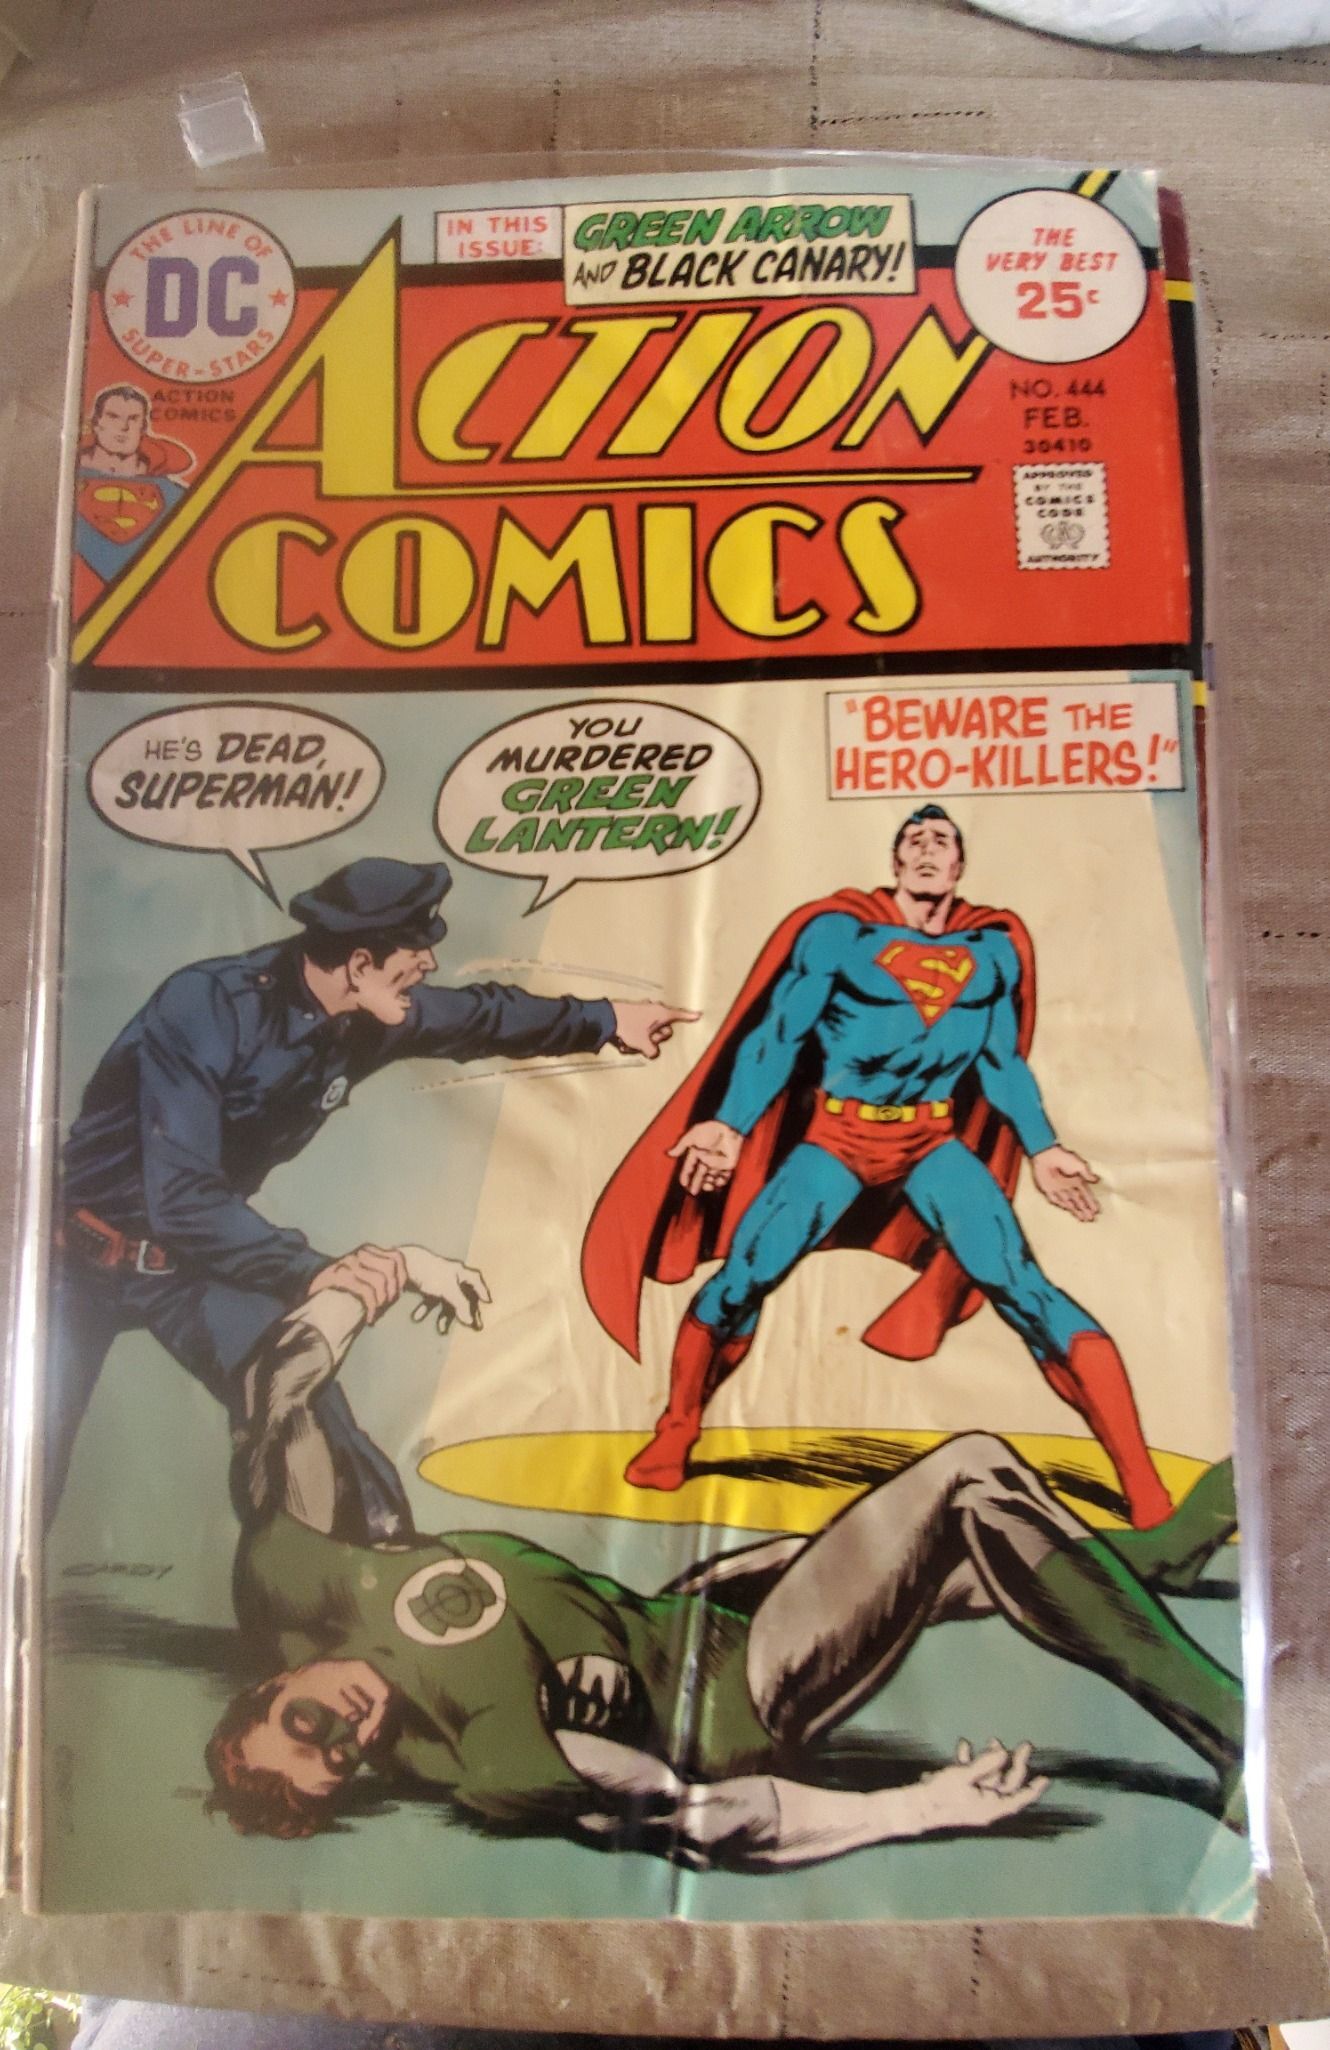 THE LINE OF
DC
SUPER-STARS
IN THIS
ISSUE:
GREEN ARROW
AND BLACK CANARY!
THE
VERY BEST
25¢
ACTION
COMICS
ACTION
COMICS
NO. 444
FEB.
30410
APPROVED
BY THE
COMICS
CODE
CA
AUTHORITY
HE'S DEAD,
SUPERMAN!
YOU
MURDERED
GREEN
LANTERN!
"BEWARE THE
HERO-KILLERS!"
S
CARDY